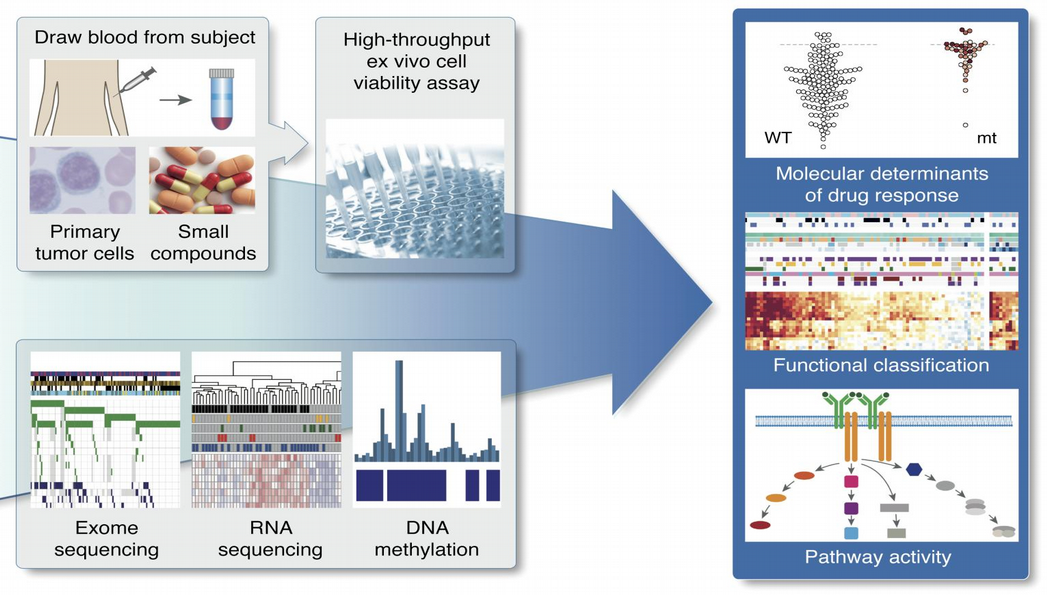 Draw blood from subject
Primary
tumor cells
Small
compounds
High-throughput
ex vivo cell
viability assay
Exome
sequencing
RNA
sequencing
DNA
methylation
WT
mt
Molecular determinants
of drug response
Functional classification
Pathway activity